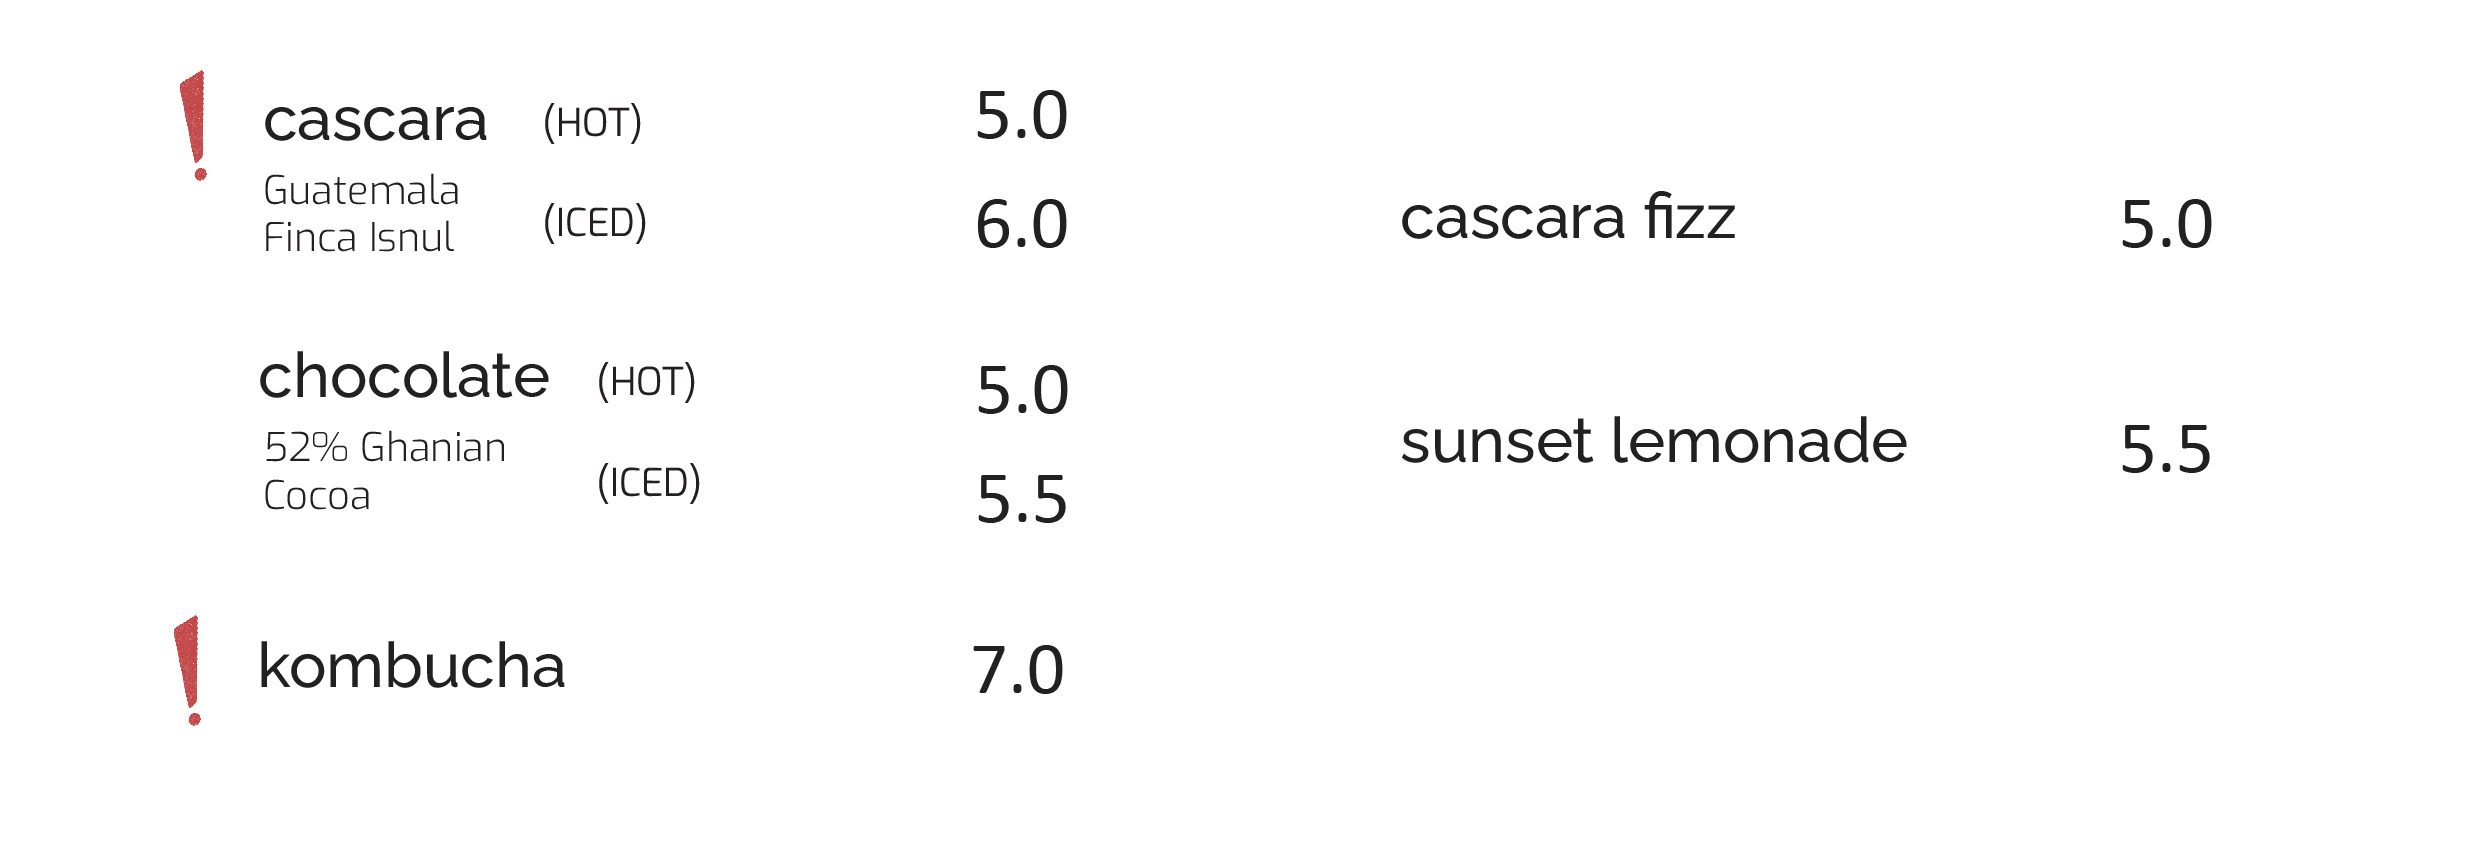 ! cascara (HOT) 5.0
Guatemala
Finca Isnul (ICED) 6.0
chocolate (HOT) 5.0
52% Ghanian
Cocoa (ICED) 5.5
! kombucha 7.0
cascara fizz 5.0
sunset lemonade 5.5